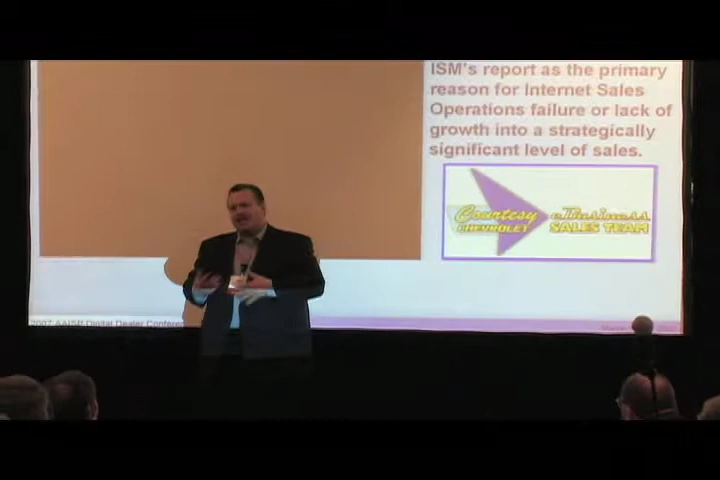 ISM's report as the primary
reason for Internet Sales
Operations failure or lack of
growth into a strategically
significant level of sales.
Courtesy
CHEVROLET
eBusiness
SALES TEAM
2007 AAISP Digital Dealer Conference